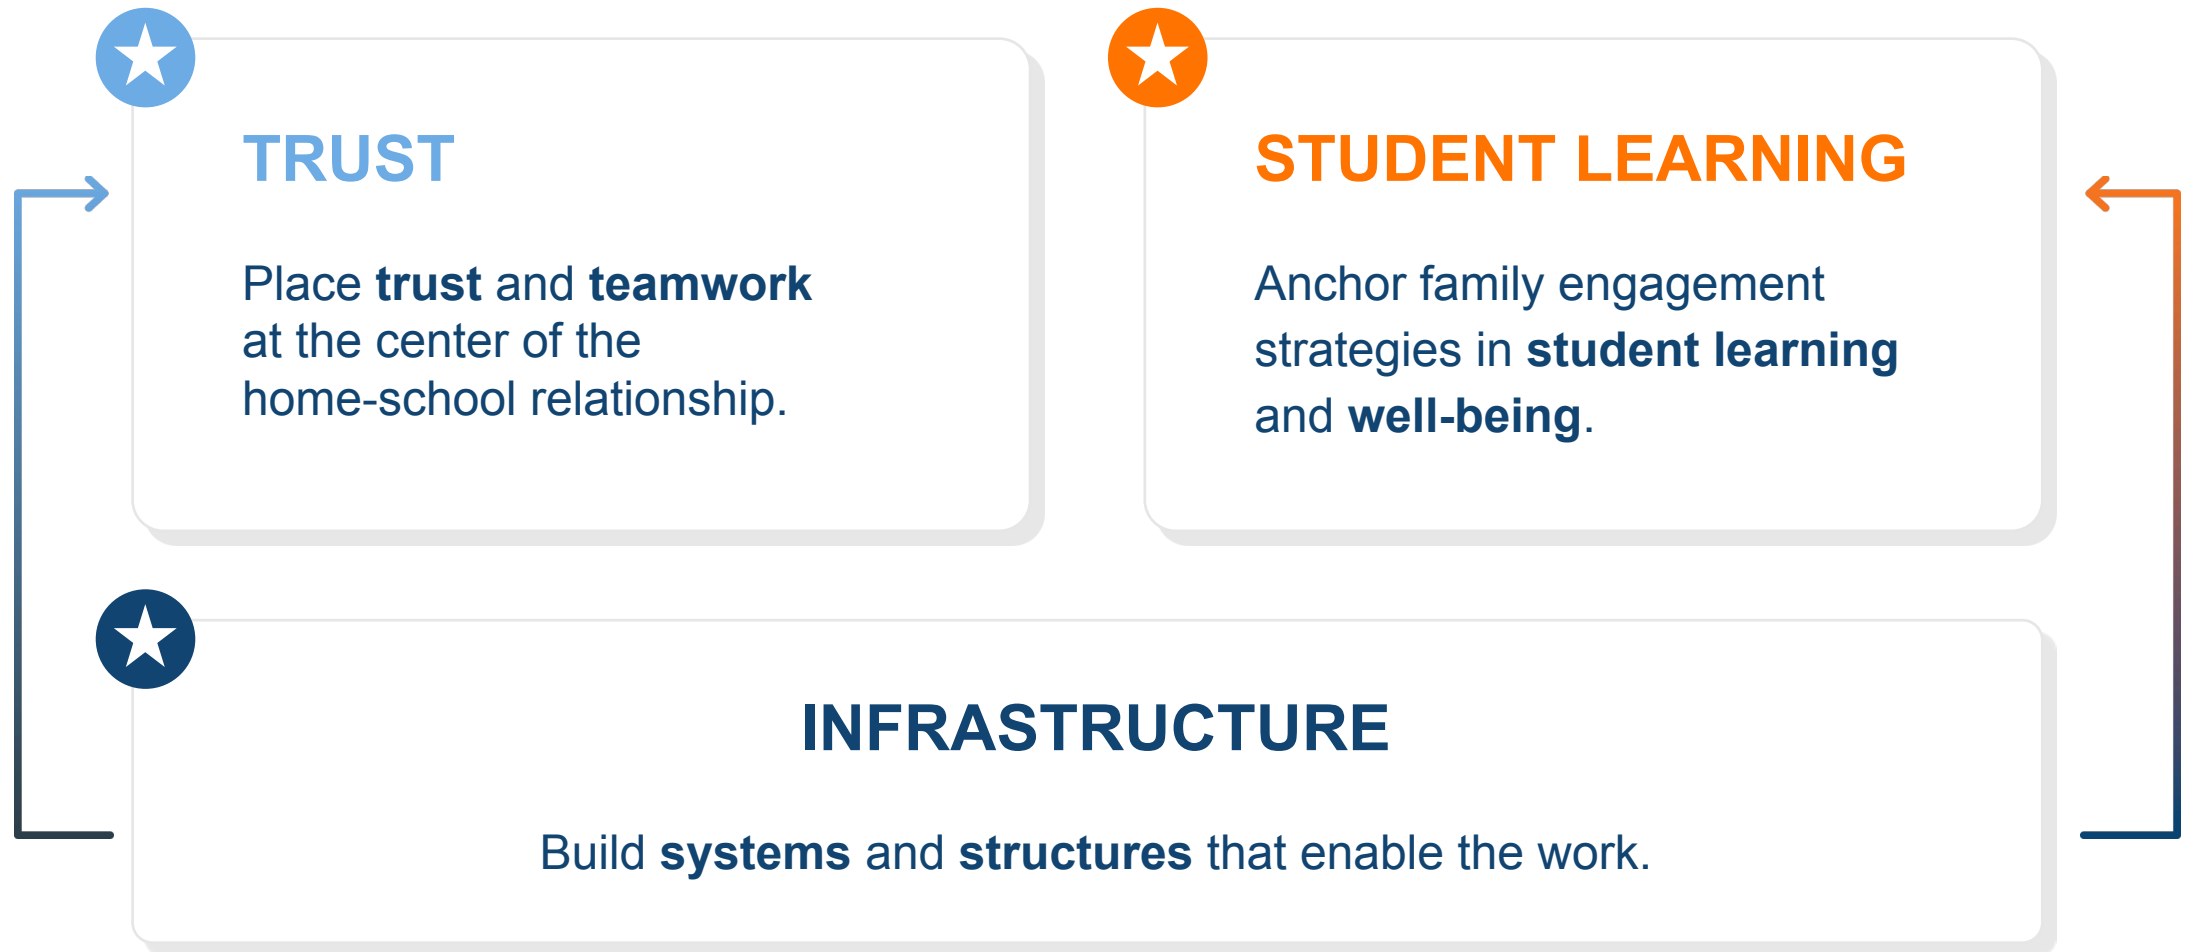 TRUST
Place trust and teamwork
at the center of the
home-school relationship.
STUDENT LEARNING
Anchor family engagement
strategies in student learning
and well-being.
INFRASTRUCTURE
Build systems and structures that enable the work.